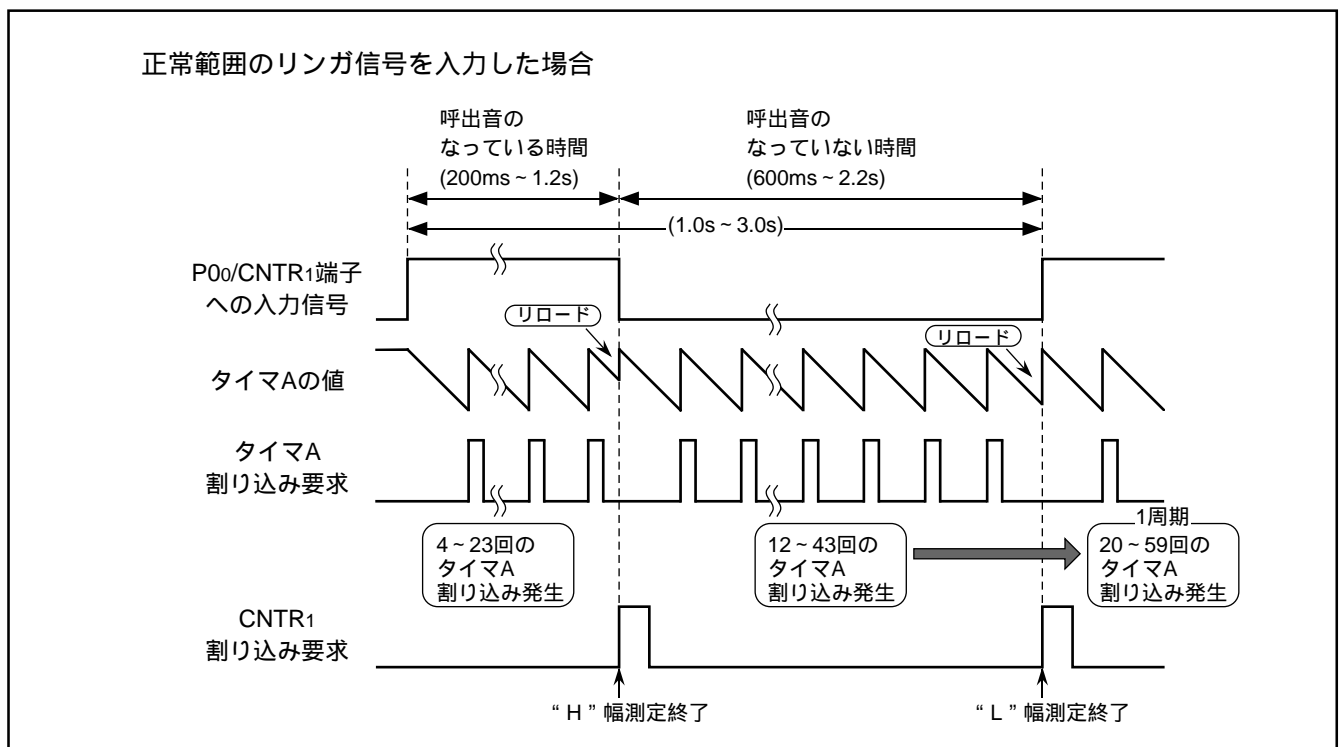 正常範囲のリンガ信号を入力した場合
呼出音の
なっている時間
(200ms ~ 1.2s)
呼出音の
なっていない時間
(600ms ~ 2.2s)
(1.0s ~ 3.0s)
P00/CNTR1端子
への入力信号
リロード
リロード
タイマAの値
タイマA
割り込み要求
4 ~ 23回の
タイマA
割り込み発生
12 ~ 43回の
タイマA
割り込み発生
1周期
20 ~ 59回の
タイマA
割り込み発生
CNTR1
割り込み要求
“ H ” 幅測定終了
“ L ” 幅測定終了